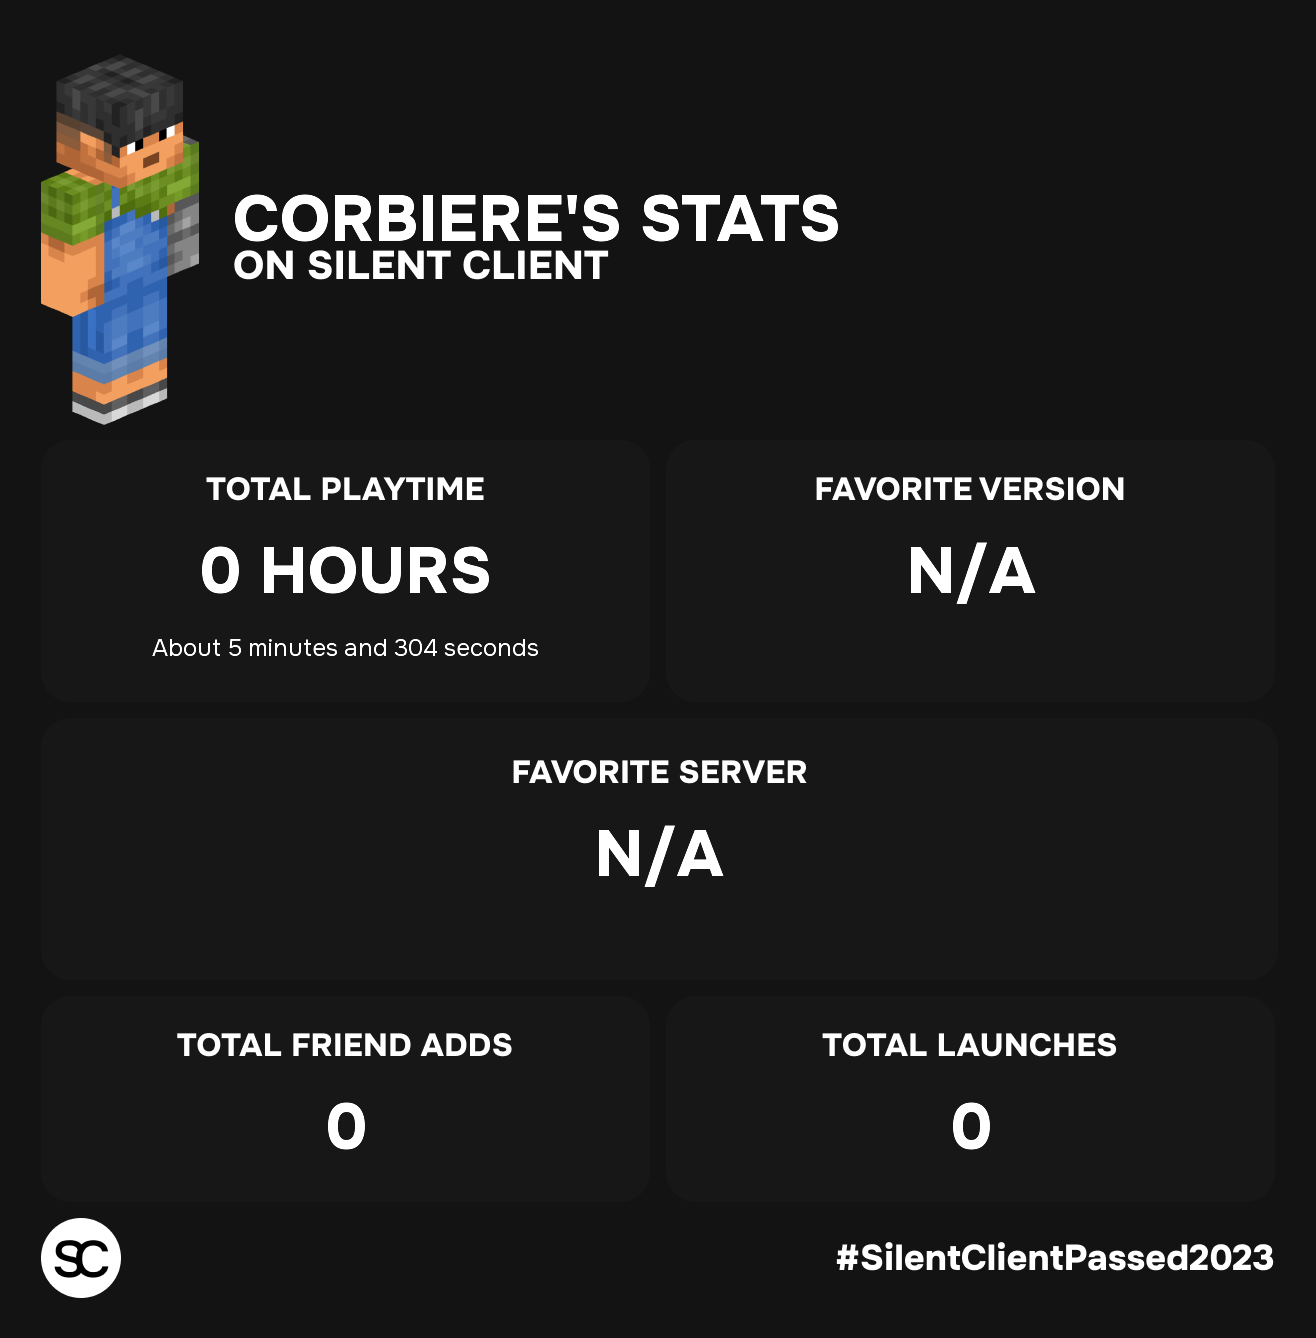 CORBIERE'S STATS
ON SILENT CLIENT
TOTAL PLAYTIME
0 HOURS
About 5 minutes and 304 seconds
FAVORITE VERSION
N/A
FAVORITE SERVER
N/A
TOTAL FRIEND ADDS
0
TOTAL LAUNCHES
0
SC
#SilentClientPassed2023